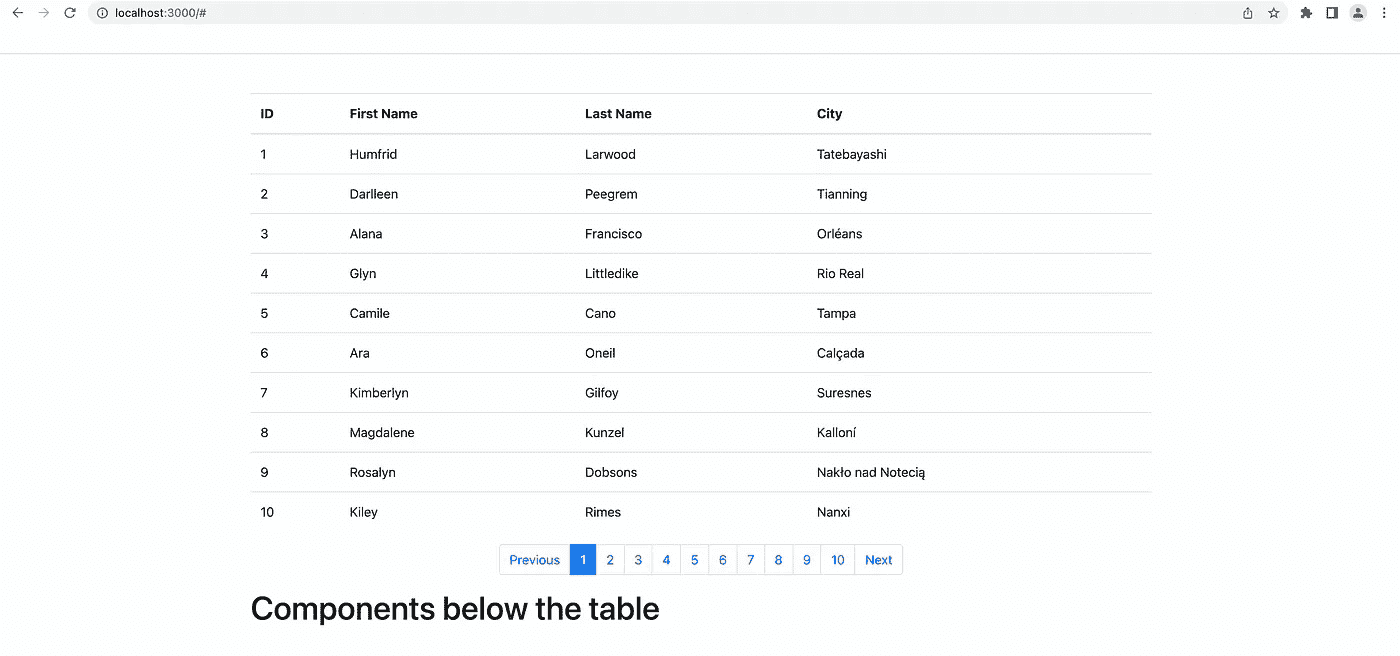 localhost:3000/#
ID First Name Last Name City
1 Humfrid Larwood Tatebayashi
2 Darlleen Peegrem Tianning
3 Alana Francisco Orléans
4 Glyn Littledike Rio Real
5 Camile Cano Tampa
6 Ara Oneil Calçada
7 Kimberlyn Gilfoy Suresnes
8 Magdalene Kunzel Kalloní
9 Rosalyn Dobsons Nakło nad Notecią
10 Kiley Rimes Nanxi
Previous 1 2 3 4 5 6 7 8 9 10 Next
Components below the table